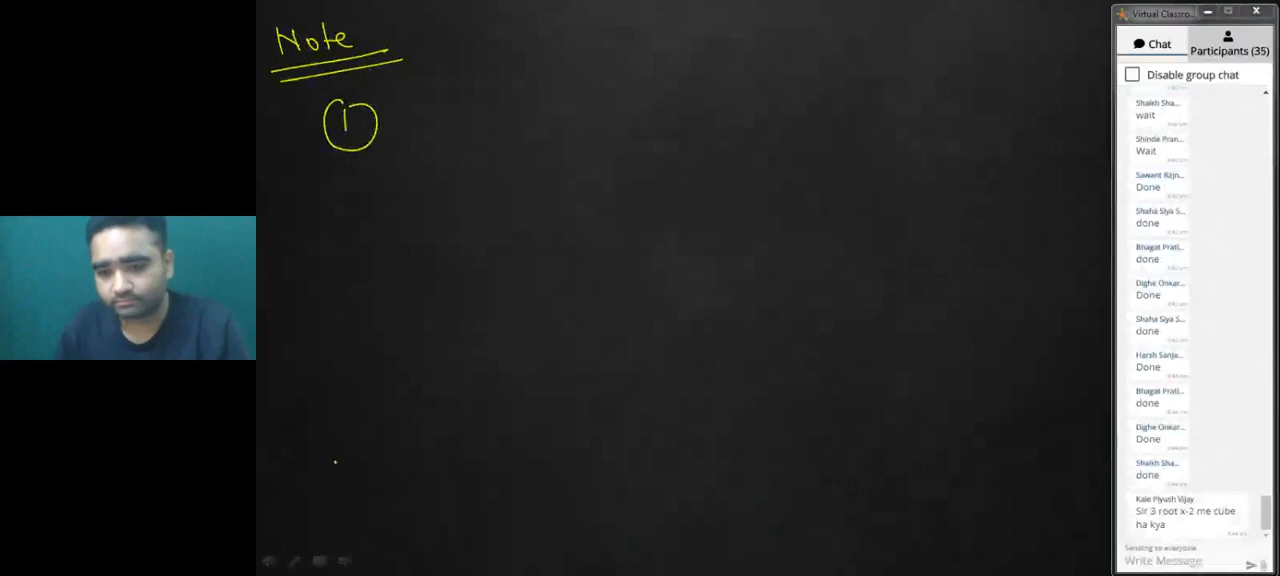 Note
1
Virtual Classro...
Chat
Participants (35)
Disable group chat
Shaikh Sha...
wait
Shinde Pran...
Wait
Sawant Rajn...
Done
Shaha Siya S...
done
Bhagat Prati...
done
Dighe Onkar...
Done
Shaha Siya S...
done
Harsh Sanja...
Done
Bhagat Prati...
done
Dighe Onkar...
Done
Shaikh Sha...
done
Kale Piyush Vijay
Sir 3 root x-2 me cube
ha kya
Sending to everyone
Write Message